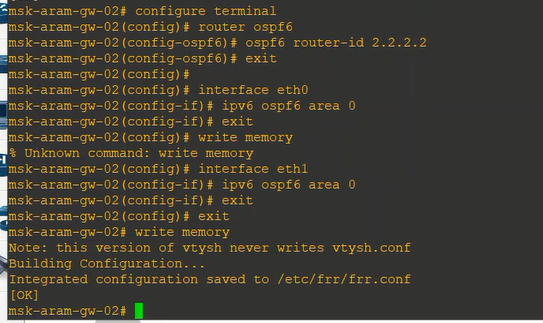 msk-aram-gw-02# configure terminal
msk-aram-gw-02(config)# router ospf6
msk-aram-gw-02(config-ospf6)# ospf6 router-id 2.2.2.2
msk-aram-gw-02(config-ospf6)# exit
msk-aram-gw-02(config)#
msk-aram-gw-02(config)# interface eth0
msk-aram-gw-02(config-if)# ipv6 ospf6 area 0
msk-aram-gw-02(config-if)# exit
msk-aram-gw-02(config)# write memory
% Unknown command: write memory
msk-aram-gw-02(config)# interface eth1
msk-aram-gw-02(config-if)# ipv6 ospf6 area 0
msk-aram-gw-02(config-if)# exit
msk-aram-gw-02(config)# exit
msk-aram-gw-02# write memory
Note: this version of vtysh never writes vtysh.conf
Building Configuration...
Integrated configuration saved to /etc/frr/frr.conf
[OK]
msk-aram-gw-02#